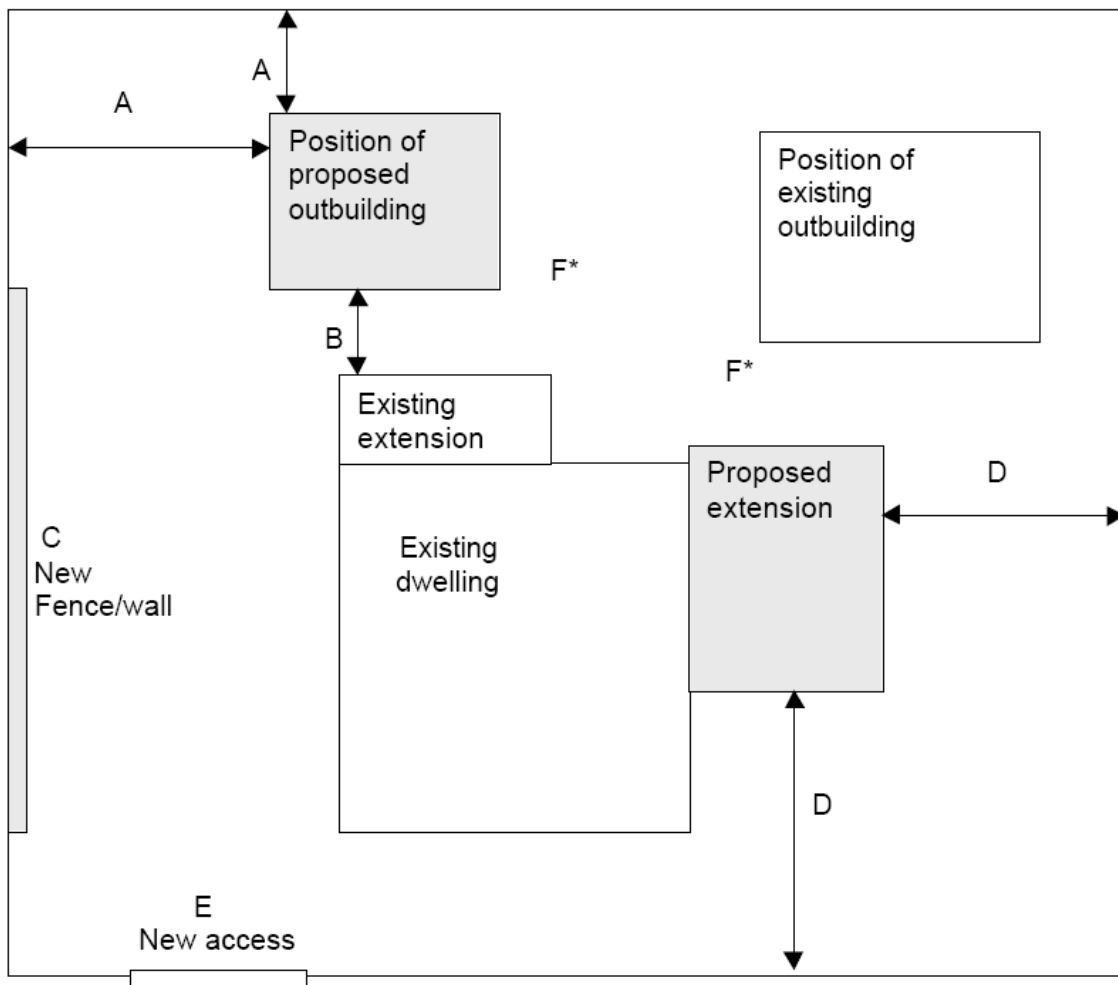 A
A
Position of
proposed
outbuilding
Position of
existing
outbuilding
F*
B
F*
Existing
extension
Proposed
extension
D
C
New
Fence/wall
Existing
dwelling
D
E
New access